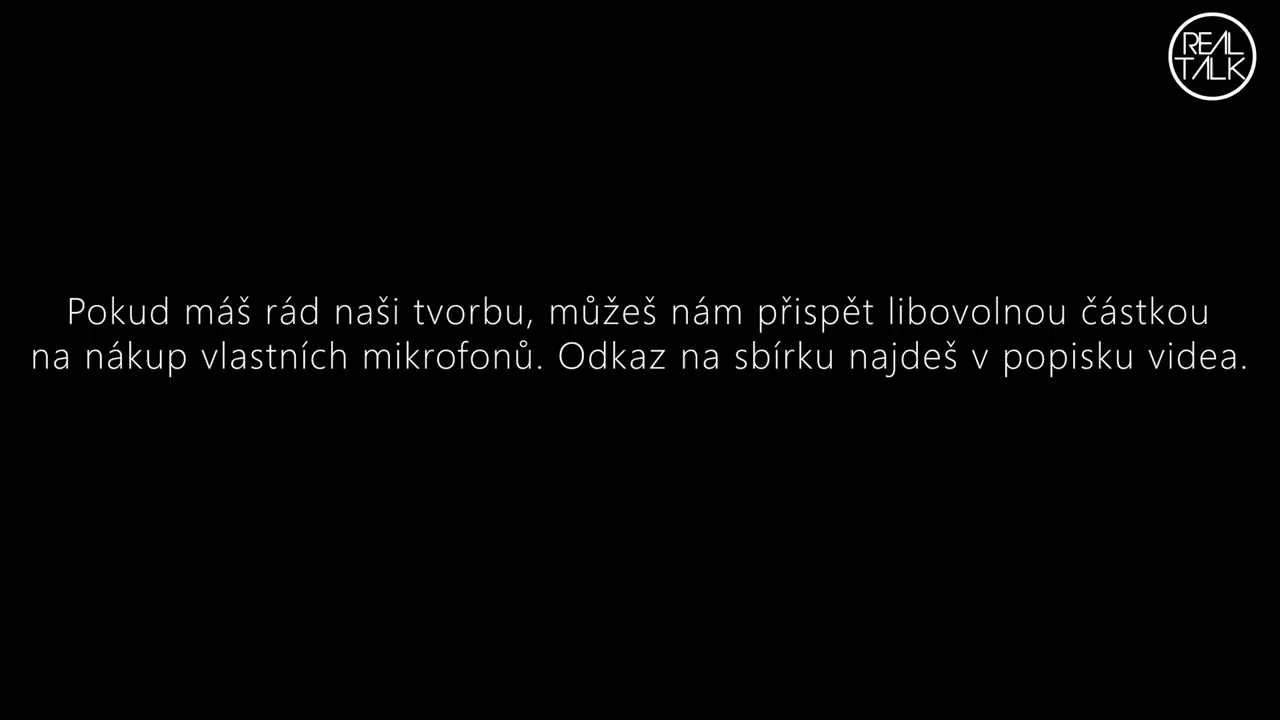 REAL
TALK
Pokud máš rád naši tvorbu, můžeš nám přispět libovolnou částkou
na nákup vlastních mikrofonů. Odkaz na sbírku najdeš v popisku videa.